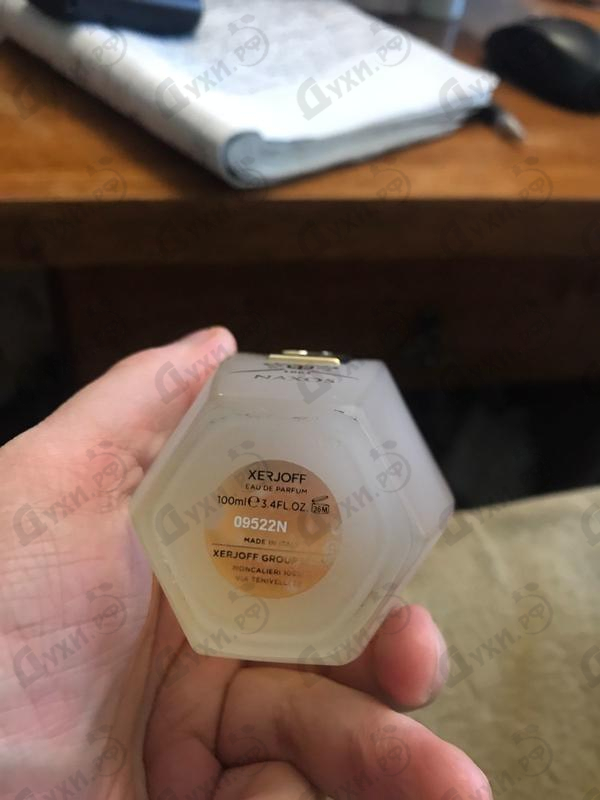 1861
NAXOS
XERJOFF
EAU DE PARFUM
100ml ℮ 3.4FL.OZ. 36M
09522N
MADE IN ITALY
XERJOFF GROUP
MONCALIERI
VIA TENIVELLI
Духи.рф